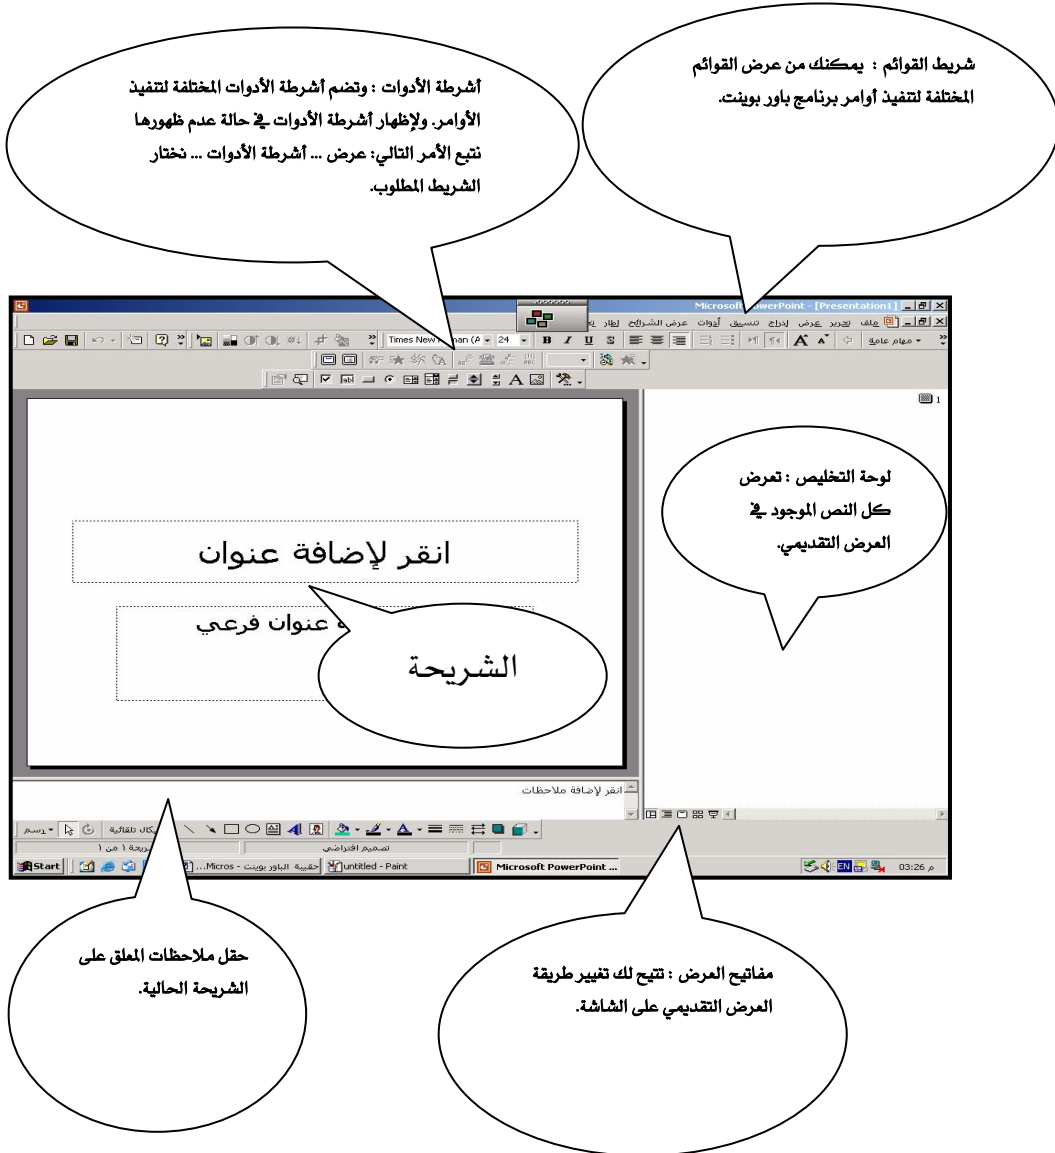 شريط القوائم : يمكنك من عرض القوائم
المختلفة لتنفيذ أوامر برنامج باور بوينت.
أشرطة الأدوات : وتضم أشرطة الأدوات المختلفة لتنفيذ
الأوامر. ولإظهار أشرطة الأدوات في حالة عدم ظهورها
نتبع الأمر التالي: عرض ... أشرطة الأدوات ... نختار
الشريط المطلوب.
Microsoft PowerPoint - [Presentation1]
ملف تحرير عرض إدراج تنسيق أدوات عرض الشرائح إطار
Times New Roman (A 24 B I U S مهام عامة
1
لوحة التخليص : تعرض
كل النص الموجود في
العرض التقديمي.
انقر لإضافة عنوان
عنوان فرعي
الشريحة
انقر لإضافة ملاحظات
رسم تلقائية
شريحة ١ من ١ تصميم افتراضي
Start حقيبة الباور بوينت - Micros... untitled - Paint Microsoft PowerPoint ... EN 03:26 م
حقل ملاحظات المعلق على
الشريحة الحالية.
مفاتيح العرض : تتيح لك تغيير طريقة
العرض التقديمي على الشاشة.